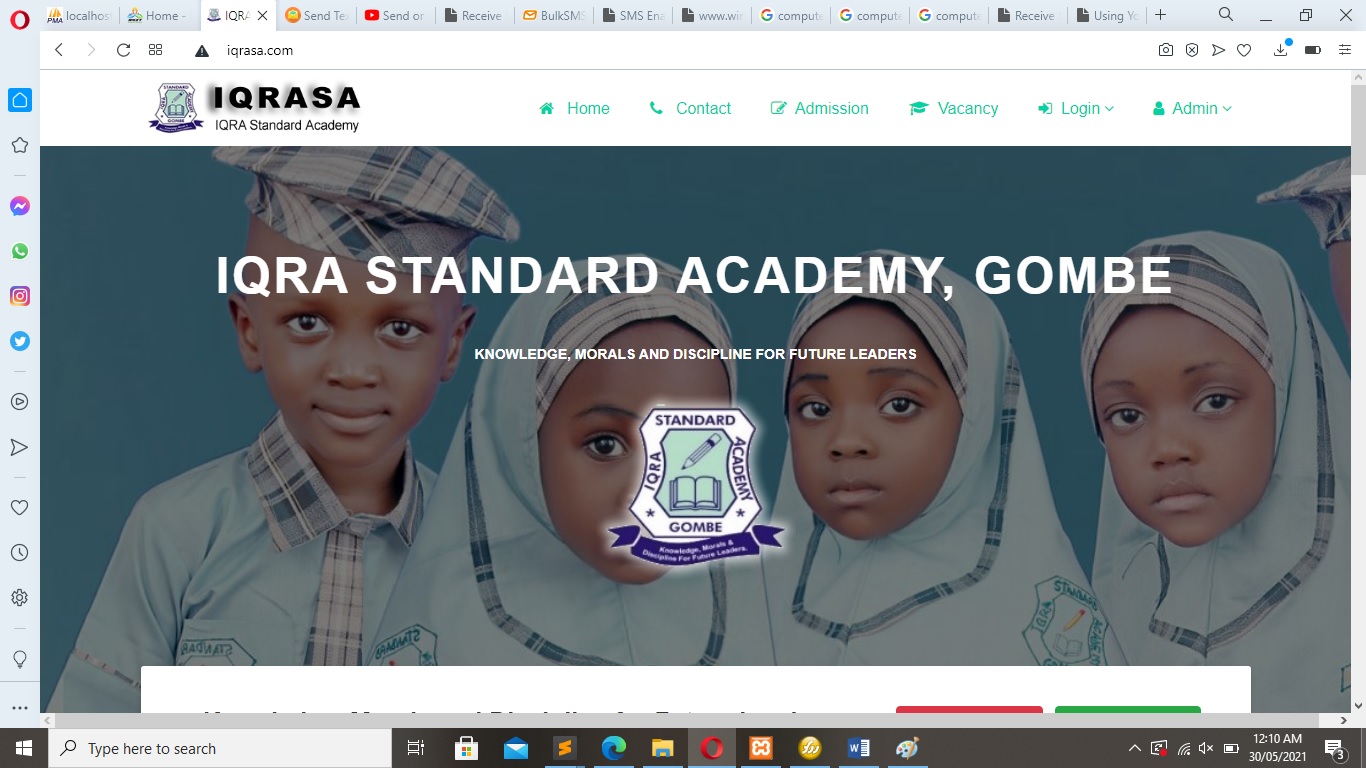 localhos
Home -
IQRA
Send Te
Send or
Receive
BulkSMS
SMS Ena
www.wir
compute
compute
compute
Receive
Using Yo
iqrasa.com
STANDARD
GOMBE
IQRASA
IQRA Standard Academy
Home
Contact
Admission
Vacancy
Login
Admin
IQRA STANDARD ACADEMY, GOMBE
KNOWLEDGE, MORALS AND DISCIPLINE FOR FUTURE LEADERS
STANDARD
IQRA
ACADEMY
GOMBE
Knowledge, Morals &
Discipline For Future Leaders.
Type here to search
12:10 AM
30/05/2021
3